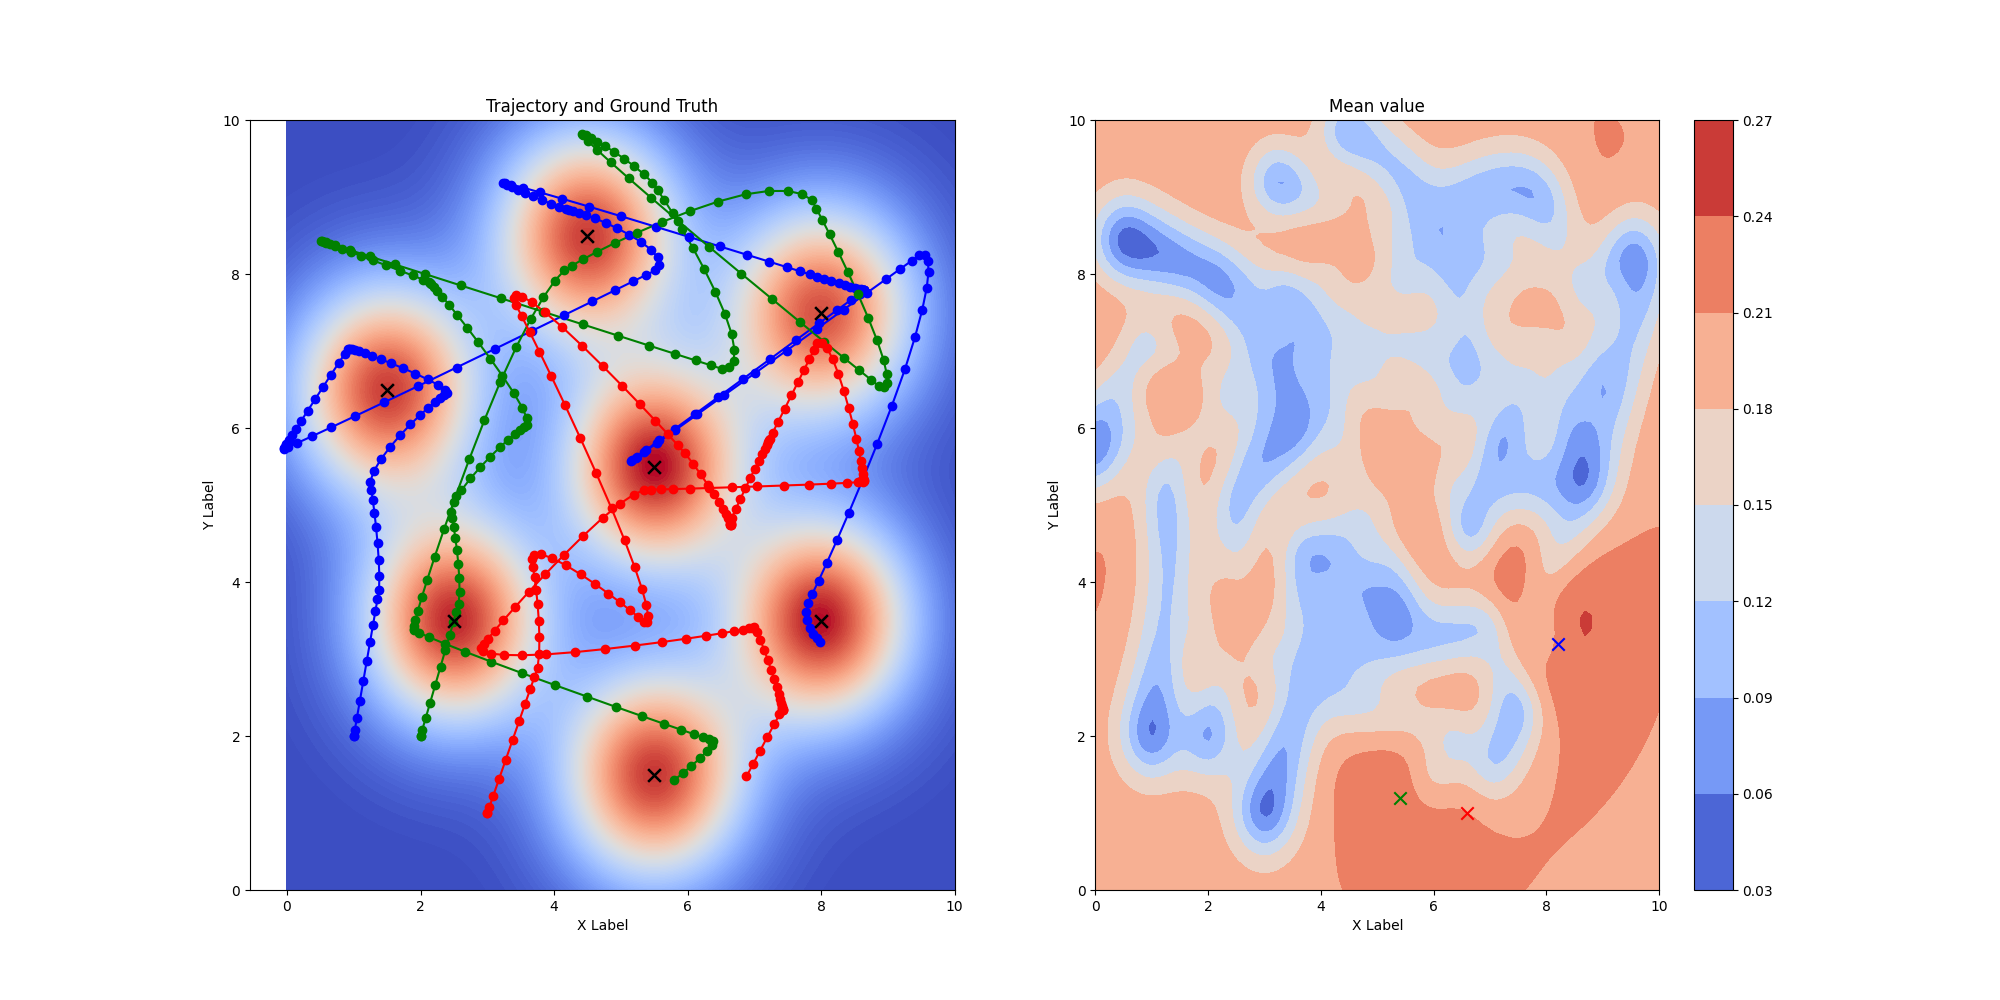 Trajectory and Ground Truth
10
8
6
4
2
0
0 2 4 6 8 10
X Label
Y Label
Mean value
10
8
6
4
2
0
0 2 4 6 8 10
X Label
Y Label
0.27
0.24
0.21
0.18
0.15
0.12
0.09
0.06
0.03